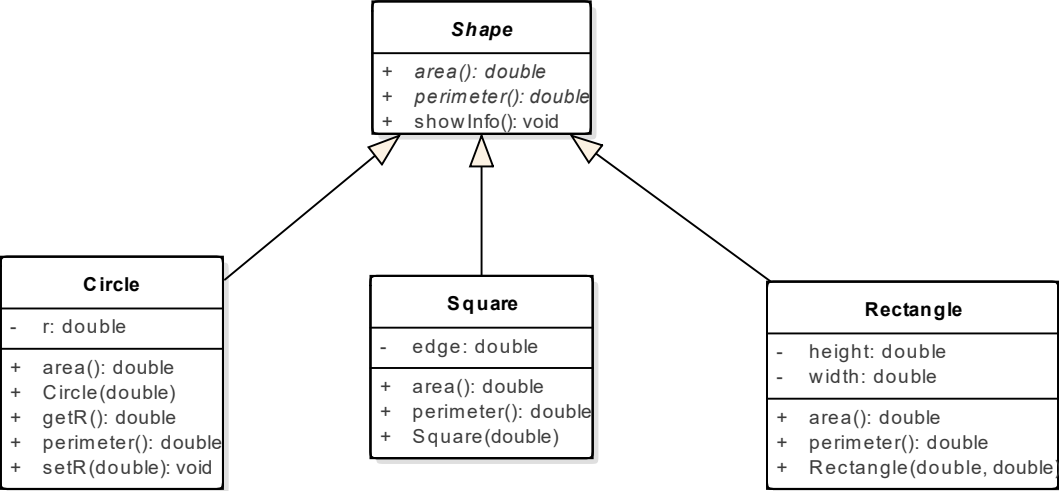 Shape
+ area(): double
+ perimeter(): double
+ showInfo(): void
Circle
- r: double
+ area(): double
+ Circle(double)
+ getR(): double
+ perimeter(): double
+ setR(double): void
Square
- edge: double
+ area(): double
+ perimeter(): double
+ Square(double)
Rectangle
- height: double
- width: double
+ area(): double
+ perimeter(): double
+ Rectangle(double, double)